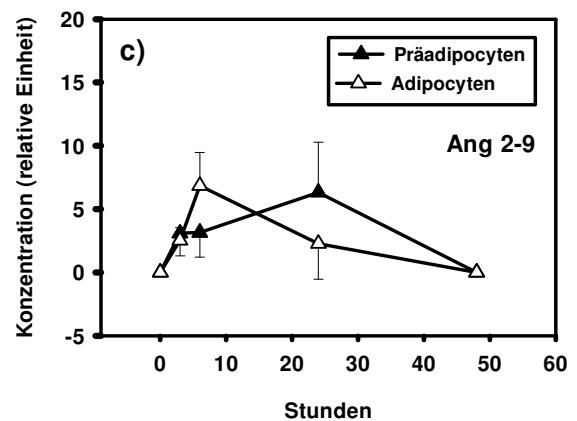 c)
Präadipocyten
Adipocyten
Ang 2-9
Konzentration (relative Einheit)
20
15
10
5
0
-5
0 10 20 30 40 50 60
Stunden